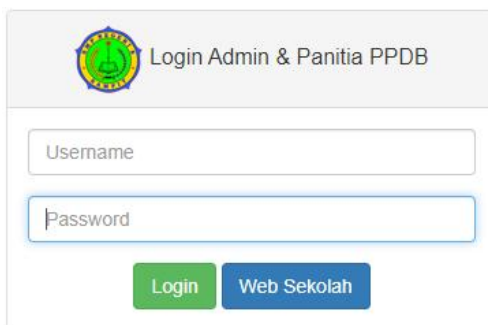 Login Admin & Panitia PPDB
Username
Password
Login
Web Sekolah